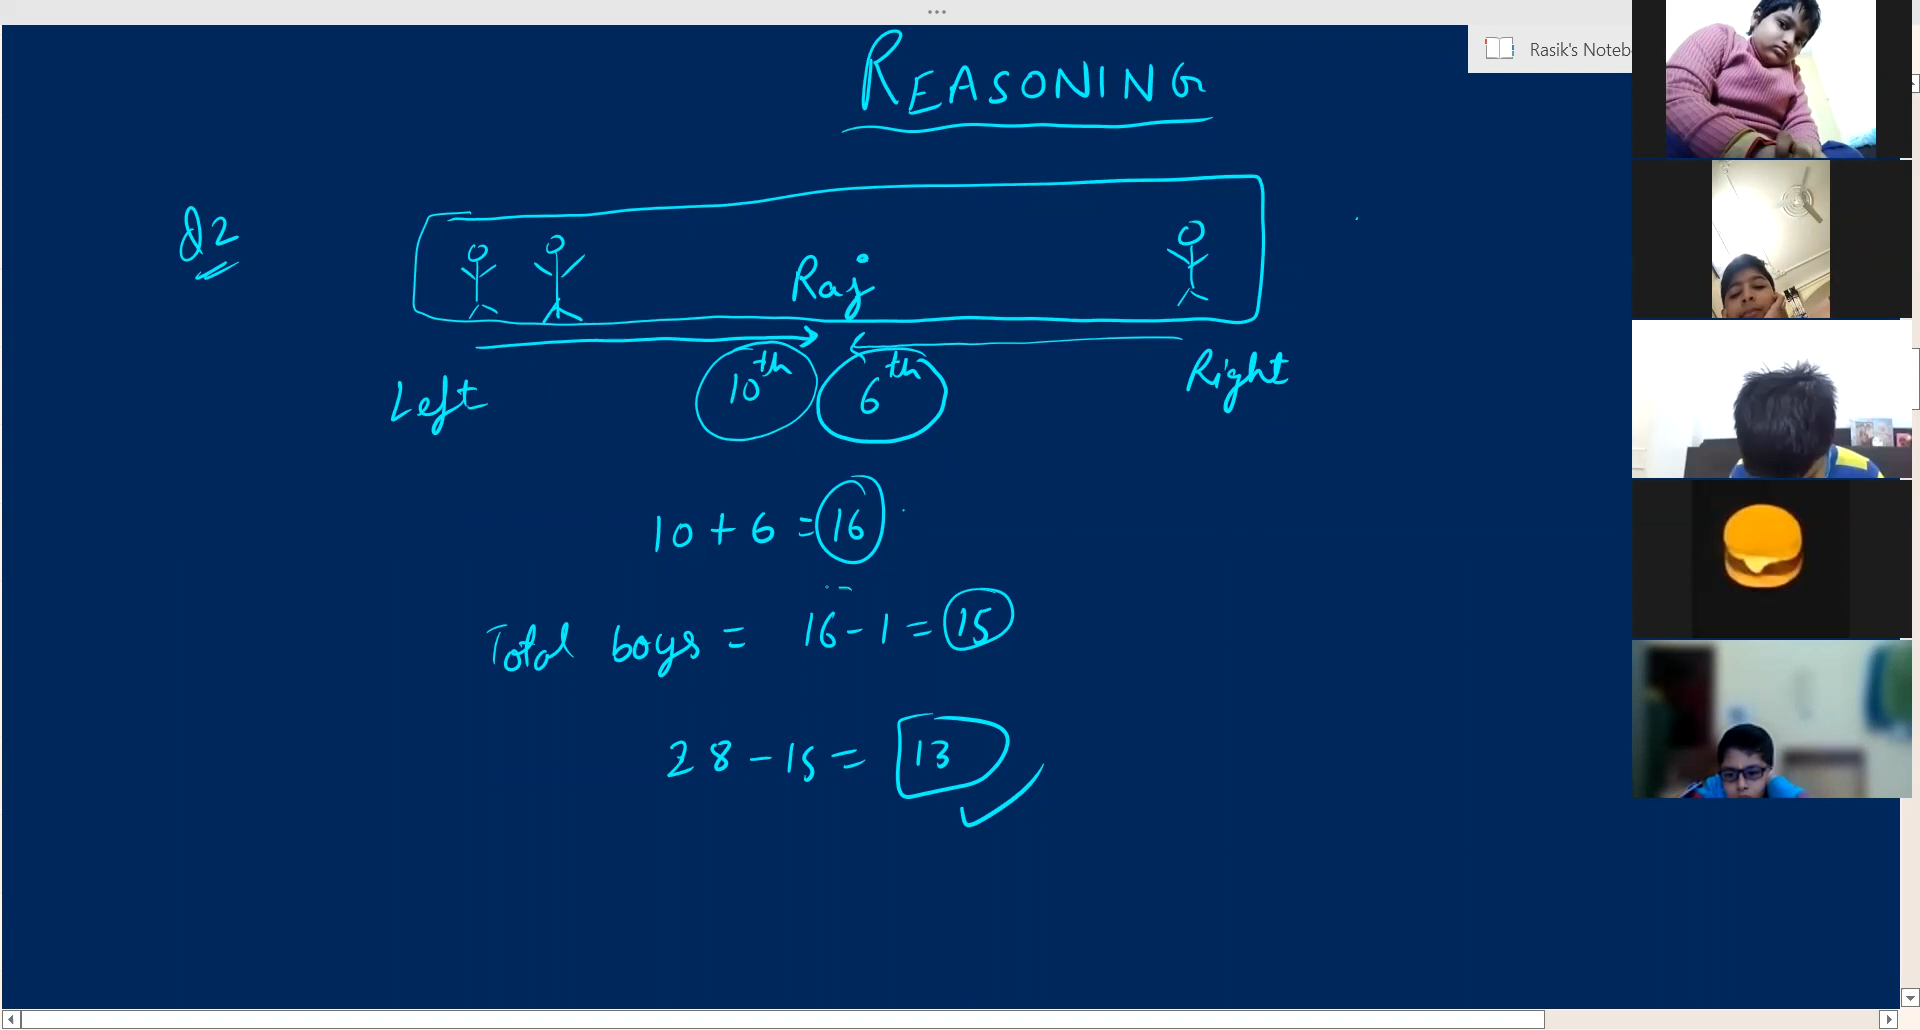 REASONING
Rasik's Noteb
Q2
Raj
10th 6th
Left Right
10 + 6 = 16
Total boys = 16 - 1 = 15
28 - 15 = 13